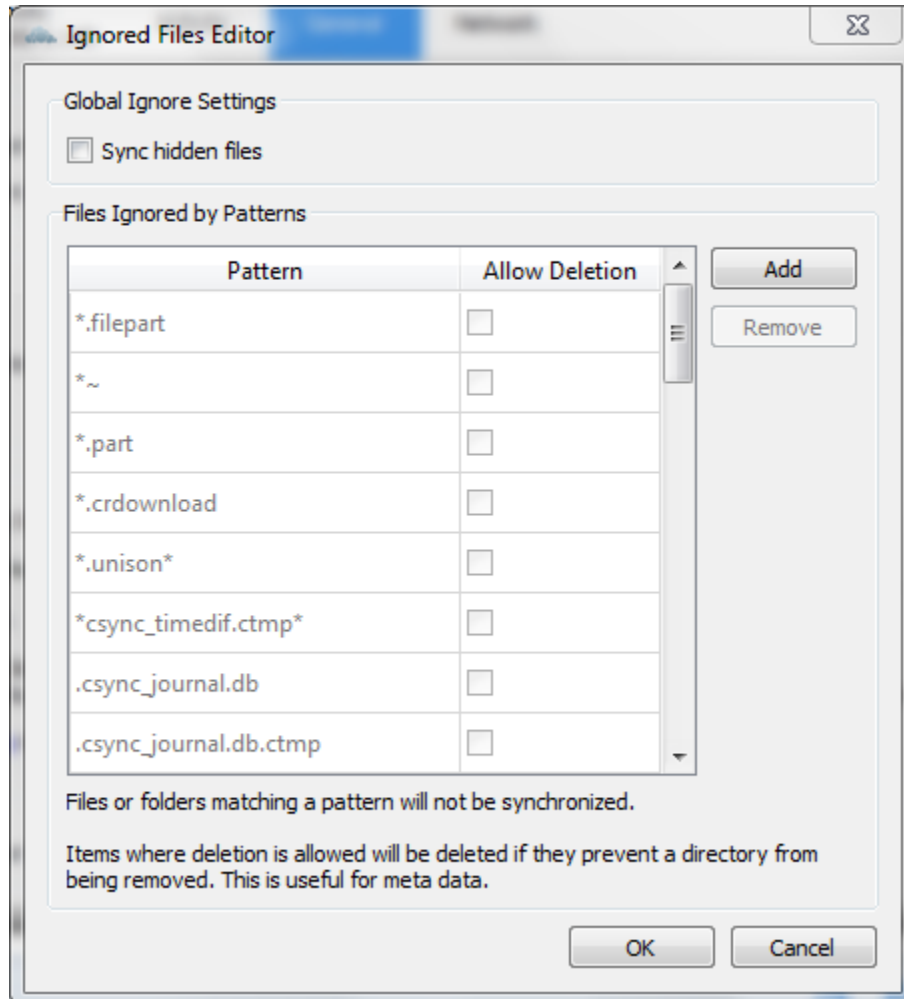 Ignored Files Editor
Global Ignore Settings
Sync hidden files
Files Ignored by Patterns
Pattern Allow Deletion Add
*.filepart Remove
*~
*.part
*.crdownload
*.unison*
*csync_timedif.ctmp*
.csync_journal.db
.csync_journal.db.ctmp
Files or folders matching a pattern will not be synchronized.
Items where deletion is allowed will be deleted if they prevent a directory from
being removed. This is useful for meta data.
OK Cancel